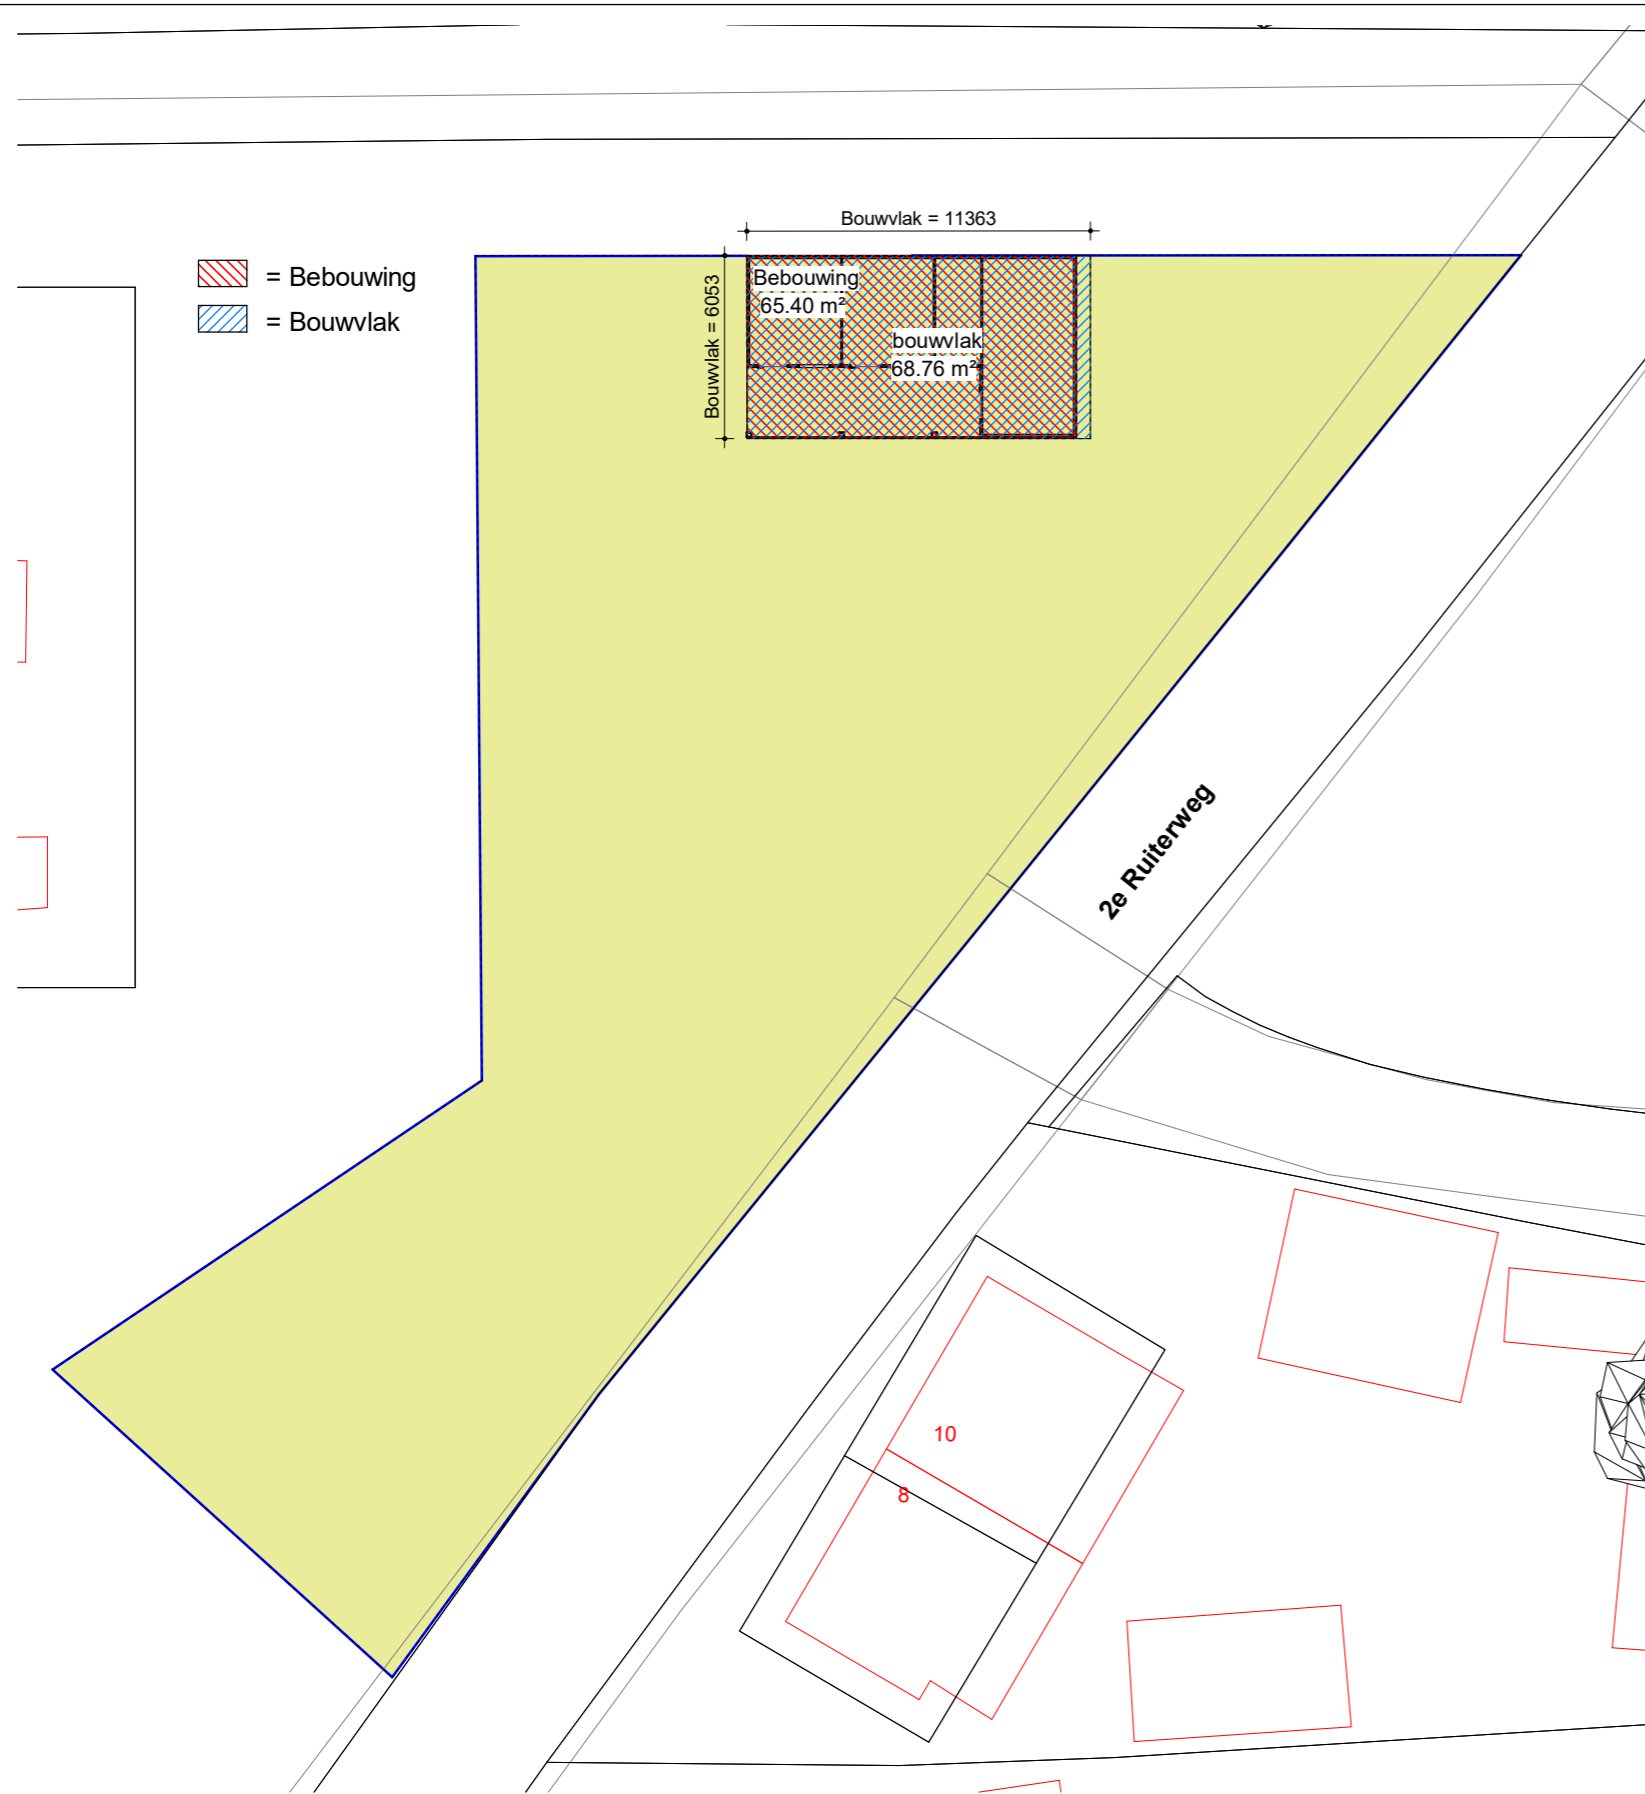 Bouwvlak = 11363
= Bebouwing
= Bouwvlak
Bouwvlak = 6053
Bebouwing
65.40 m²
bouwvlak
68.76 m²
2e Ruiterweg
10
8